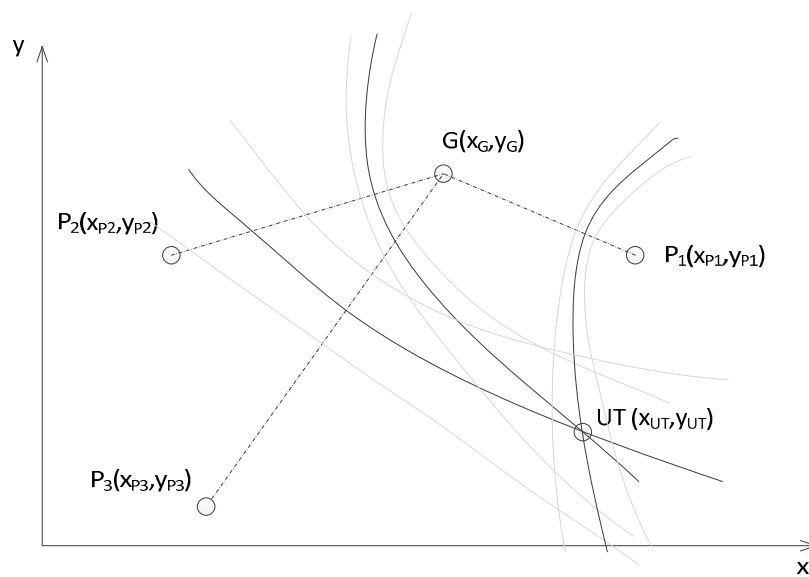 y
G(xG,yG)
P2(xP2,yP2)
P1(xP1,yP1)
UT (xUT,yUT)
P3(xP3,yP3)
x